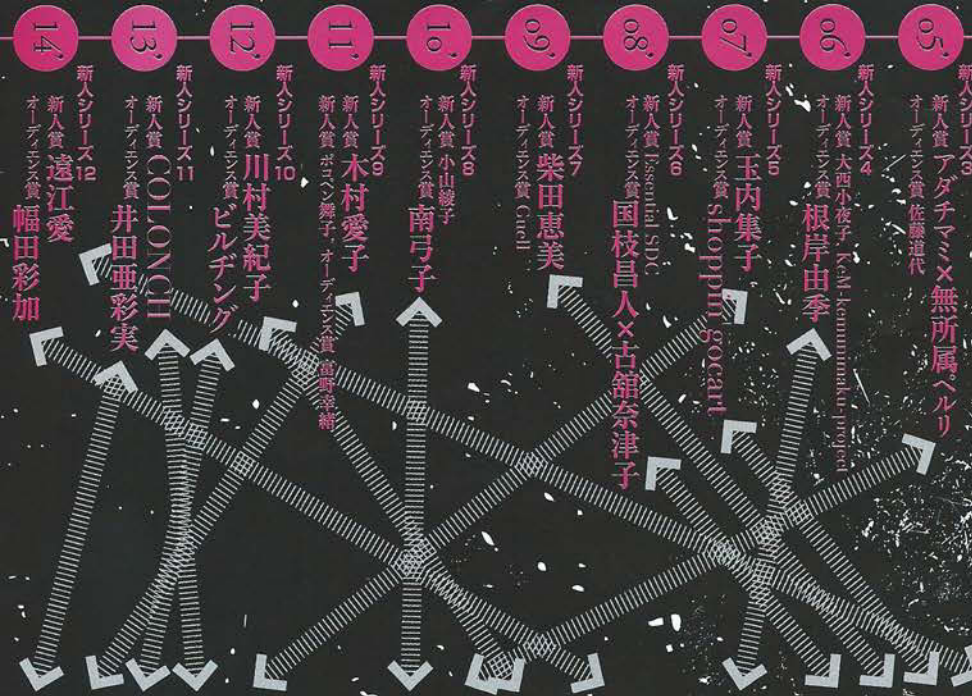 05'
新人シリーズ3
新人賞 アダチマミ×無所属ペルリ
オーディエンス賞 佐藤道代
06'
新人シリーズ4
新人賞 大西小夜子 KeM-kemmunmaku-project
オーディエンス賞 根岸由季
07'
新人シリーズ5
新人賞 玉内集子
オーディエンス賞 shoppin gocart
08'
新人シリーズ6
新人賞 Essential SDC
オーディエンス賞 国枝昌人×古舘奈津子
09'
新人シリーズ7
新人賞 柴田恵美
オーディエンス賞 Chell
10'
新人シリーズ8
新人賞 小山綾子
オーディエンス賞 南弓子
11'
新人シリーズ9
新人賞 木村愛子
新人賞 ポコペン舞子, オーディエンス賞 冨野幸緒
12'
新人シリーズ10
新人賞 川村美紀子
オーディエンス賞 ビルヂング
13'
新人シリーズ11
新人賞 COLONCH
オーディエンス賞 井田亜彩実
14'
新人シリーズ12
新人賞 遠江愛
オーディエンス賞 幅田彩加